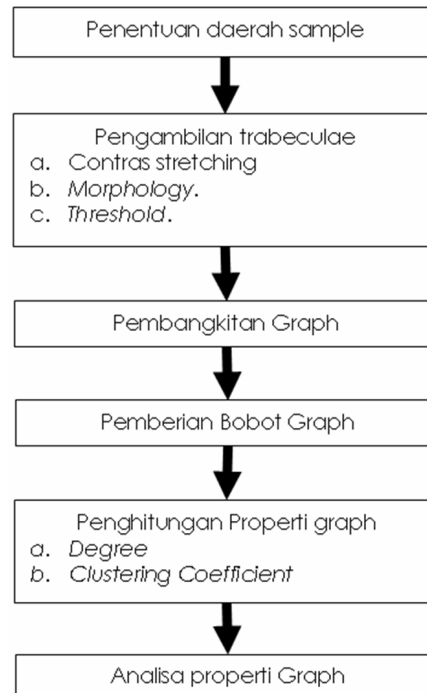 Penentuan daerah sample
Pengambilan trabeculae
a. Contras stretching
b. Morphology.
c. Threshold.
Pembangkitan Graph
Pemberian Bobot Graph
Penghitungan Properti graph
a. Degree
b. Clustering Coefficient
Analisa properti Graph